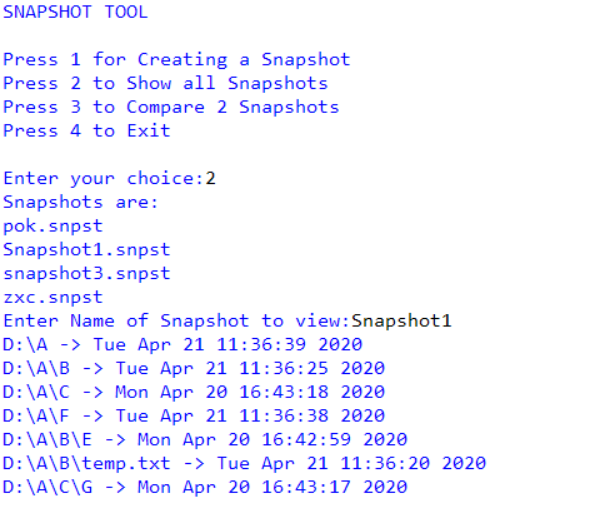 SNAPSHOT TOOL
Press 1 for Creating a Snapshot
Press 2 to Show all Snapshots
Press 3 to Compare 2 Snapshots
Press 4 to Exit
Enter your choice:2
Snapshots are:
pok.snpst
Snapshot1.snpst
snapshot3.snpst
zxc.snpst
Enter Name of Snapshot to view:Snapshot1
D:\A -> Tue Apr 21 11:36:39 2020
D:\A\B -> Tue Apr 21 11:36:25 2020
D:\A\C -> Mon Apr 20 16:43:18 2020
D:\A\F -> Tue Apr 21 11:36:38 2020
D:\A\B\E -> Mon Apr 20 16:42:59 2020
D:\A\B\temp.txt -> Tue Apr 21 11:36:20 2020
D:\A\C\G -> Mon Apr 20 16:43:17 2020